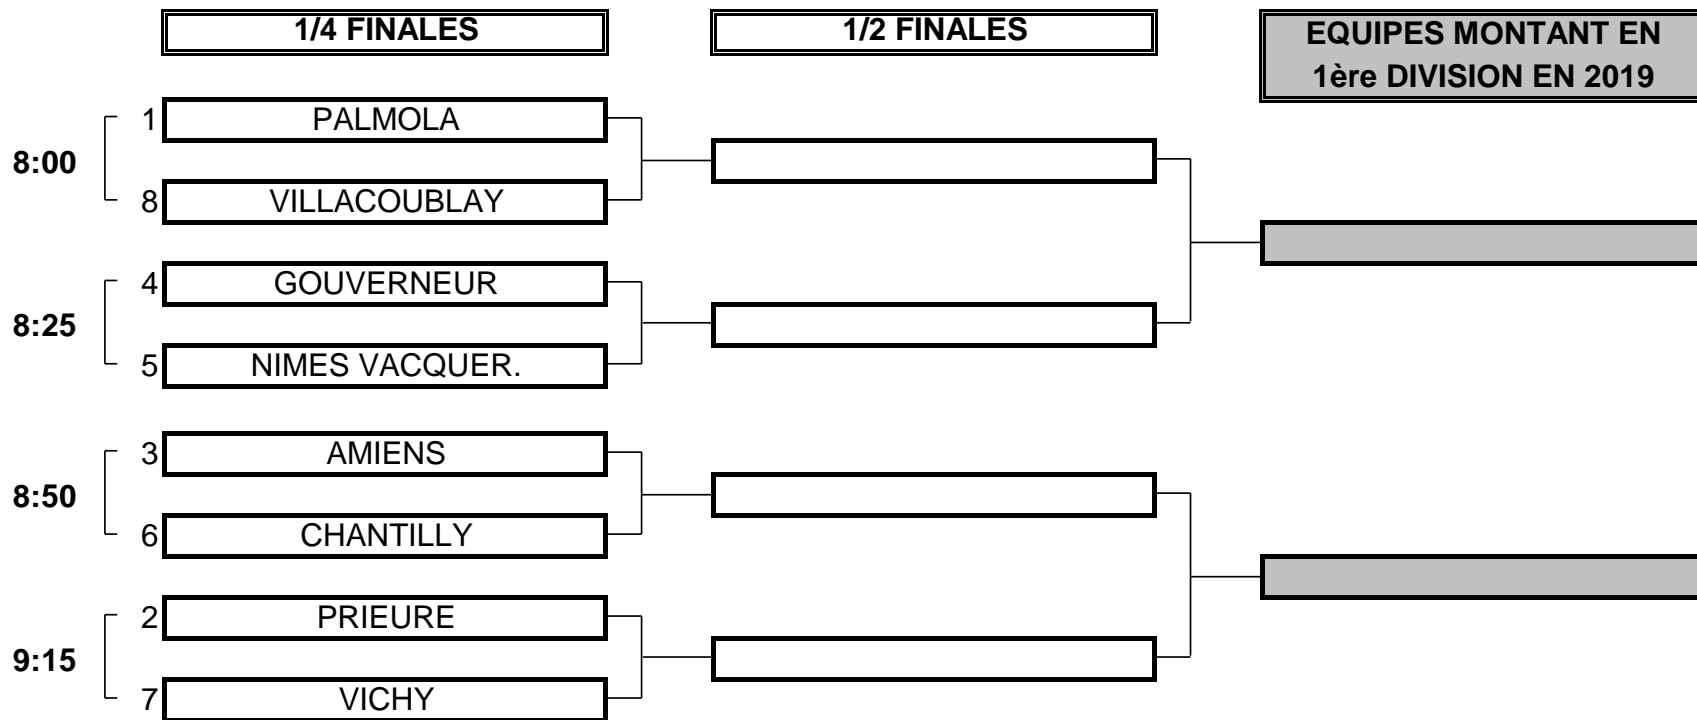 1/4 FINALES
1/2 FINALES
EQUIPES MONTANT EN
1ère DIVISION EN 2019
1 PALMOLA
8:00
8 VILLACOUBLAY
4 GOUVERNEUR
8:25
5 NIMES VACQUER.
3 AMIENS
8:50
6 CHANTILLY
2 PRIEURE
9:15
7 VICHY